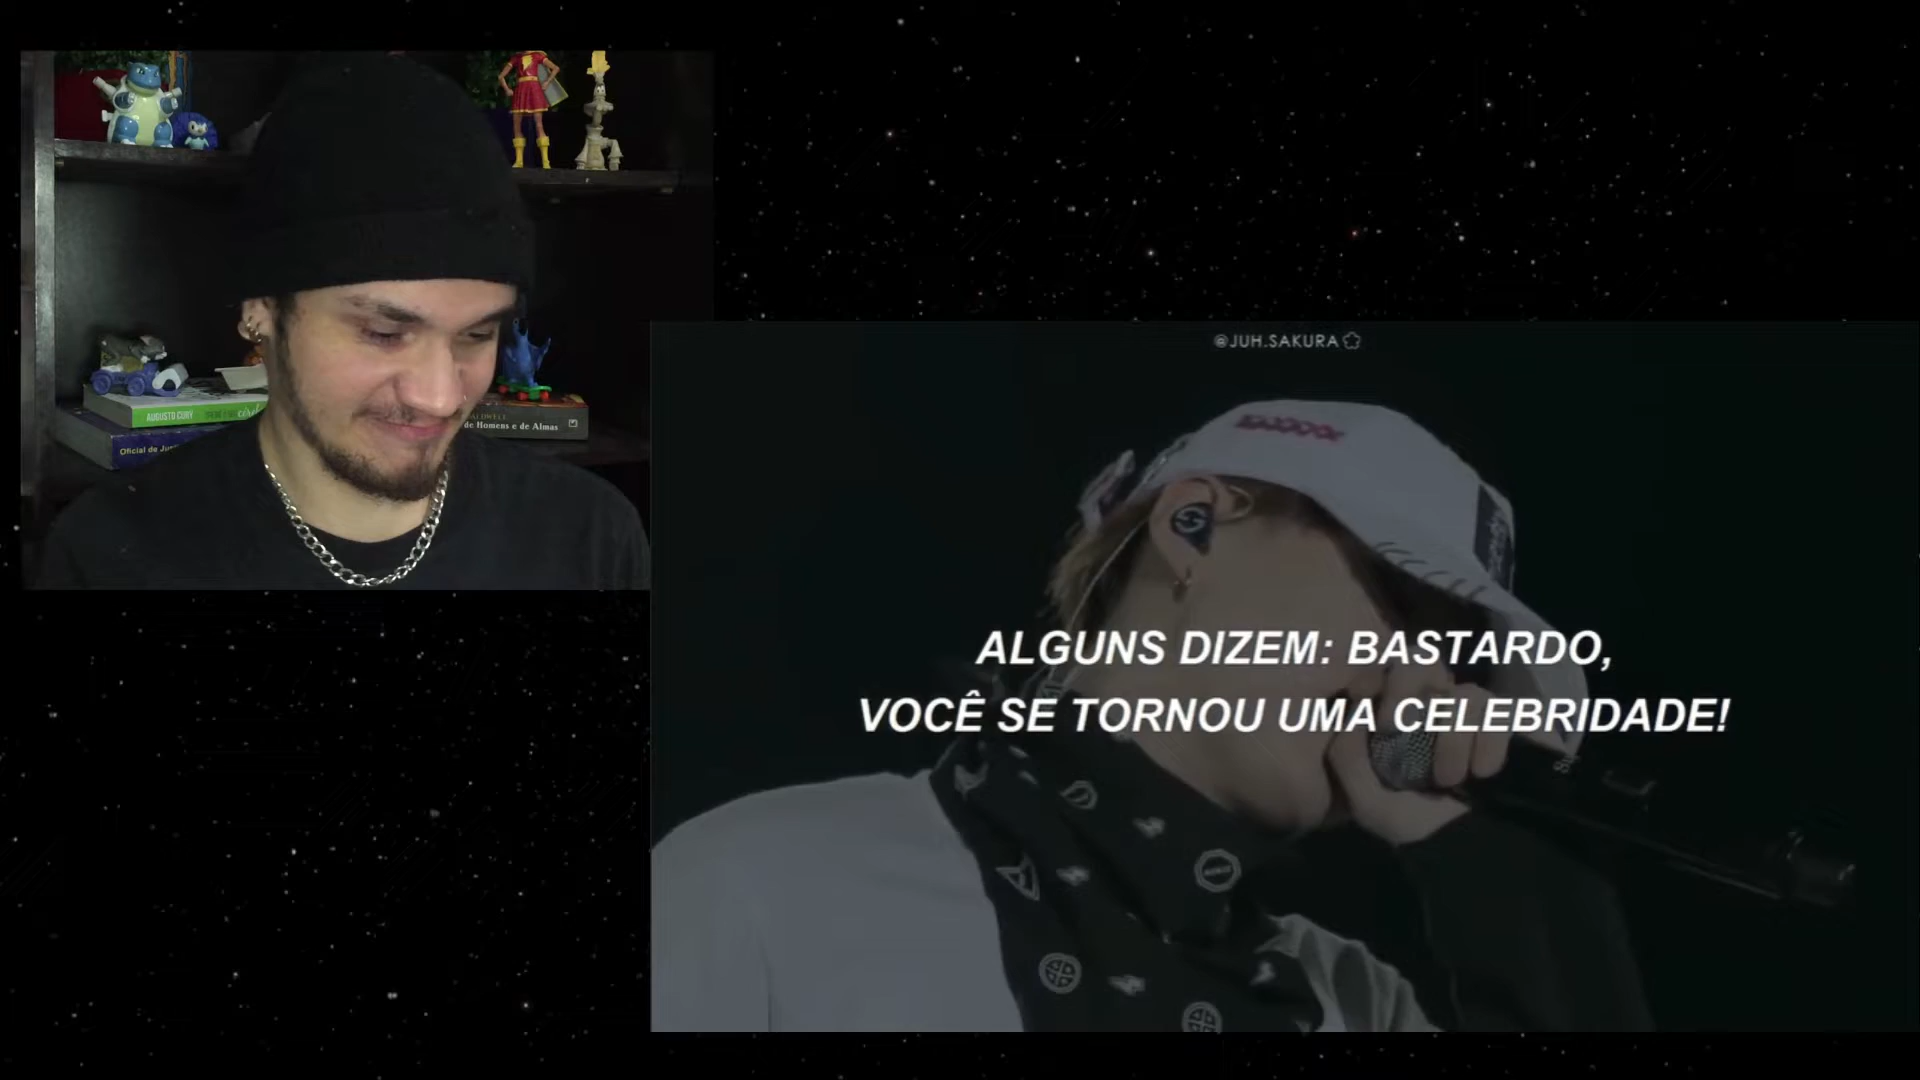 @JUH.SAKURA
AUGUSTO CURY
de Homens e de Almas
ALGUNS DIZEM: BASTARDO,
VOCÊ SE TORNOU UMA CELEBRIDADE!